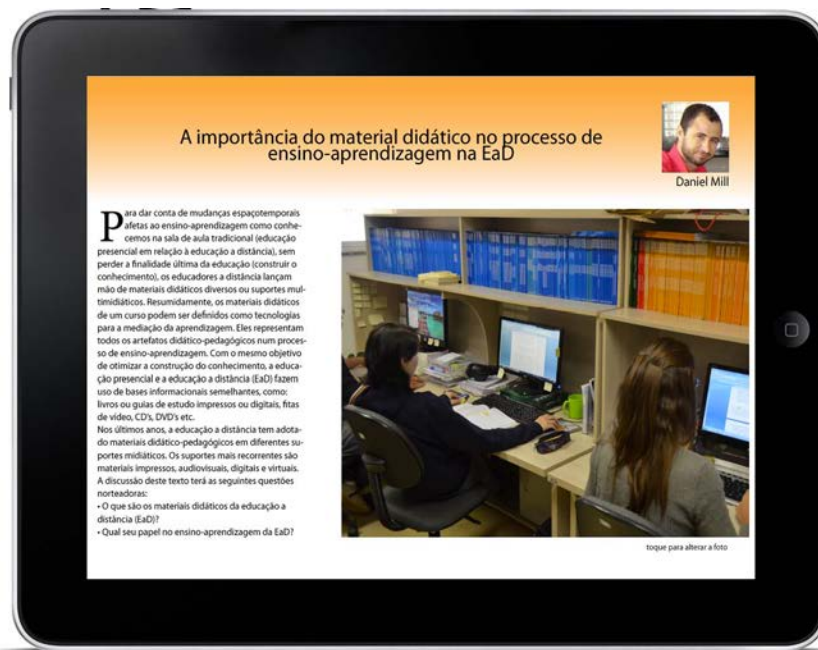 A importância do material didático no processo de
ensino-aprendizagem na EaD
Daniel Mill
Para dar conta de mudanças espaçotemporais
afetas ao ensino-aprendizagem como conhe-
cemos na sala de aula tradicional (educação
presencial em relação à educação a distância), sem
perder a finalidade última da educação (construir o
conhecimento), os educadores a distância lançam
mão de materiais didáticos diversos ou suportes mul-
timidiáticos. Resumidamente, os materiais didáticos
de um curso podem ser definidos como tecnologias
para a mediação da aprendizagem. Eles representam
todos os artefatos didático-pedagógicos num proces-
so de ensino-aprendizagem. Com o mesmo objetivo
de otimizar a construção do conhecimento, a educa-
ção presencial e a educação a distância (EaD) fazem
uso de bases informacionais semelhantes, como:
livros ou guias de estudo impressos ou digitais, fitas
de vídeo, CD's, DVD's etc.
Nos últimos anos, a educação a distância tem adota-
do materiais didático-pedagógicos em diferentes su-
portes midiáticos. Os suportes mais recorrentes são
materiais impressos, audiovisuais, digitais e virtuais.
A discussão deste texto terá as seguintes questões
norteadoras:
• O que são os materiais didáticos da educação a
distância (EaD)?
• Qual seu papel no ensino-aprendizagem da EaD?
toque para alterar a foto